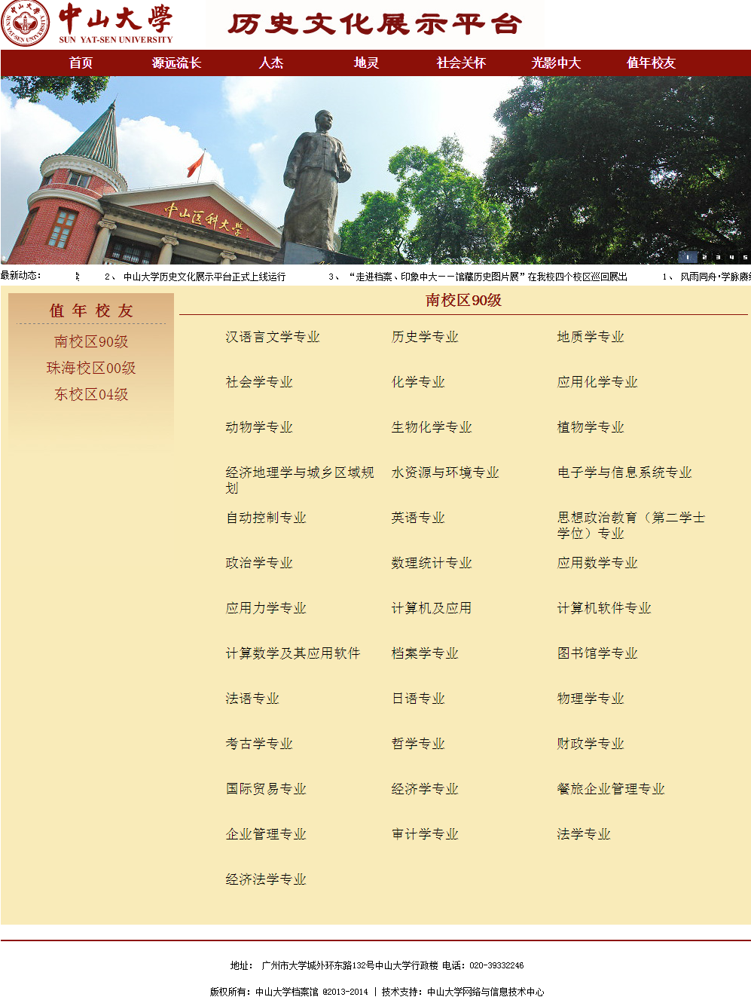 中山大学
SUN YAT-SEN UNIVERSITY
历史文化展示平台
首页 源远流长 人杰 地灵 社会关怀 光影中大 值年校友
中山医科大学
1 2 3 4 5
最新动态： 2、 中山大学历史文化展示平台正式上线运行 3、 “走进档案、印象中大——馆藏历史图片展”在我校四个校区巡回展出 1、 风雨同舟·学脉赓
值年校友
南校区90级
珠海校区00级
东校区04级
南校区90级
汉语言文学专业 历史学专业 地质学专业
社会学专业 化学专业 应用化学专业
动物学专业 生物化学专业 植物学专业
经济地理学与城乡区域规划 水资源与环境专业 电子学与信息系统专业
自动控制专业 英语专业 思想政治教育（第二学士学位）专业
政治学专业 数理统计专业 应用数学专业
应用力学专业 计算机及应用 计算机软件专业
计算数学及其应用软件 档案学专业 图书馆学专业
法语专业 日语专业 物理学专业
考古学专业 哲学专业 财政学专业
国际贸易专业 经济学专业 餐旅企业管理专业
企业管理专业 审计学专业 法学专业
经济法学专业
地址： 广州市大学城外环东路132号中山大学行政楼 电话：020-39332246
版权所有：中山大学档案馆 @2013-2014 | 技术支持：中山大学网络与信息技术中心